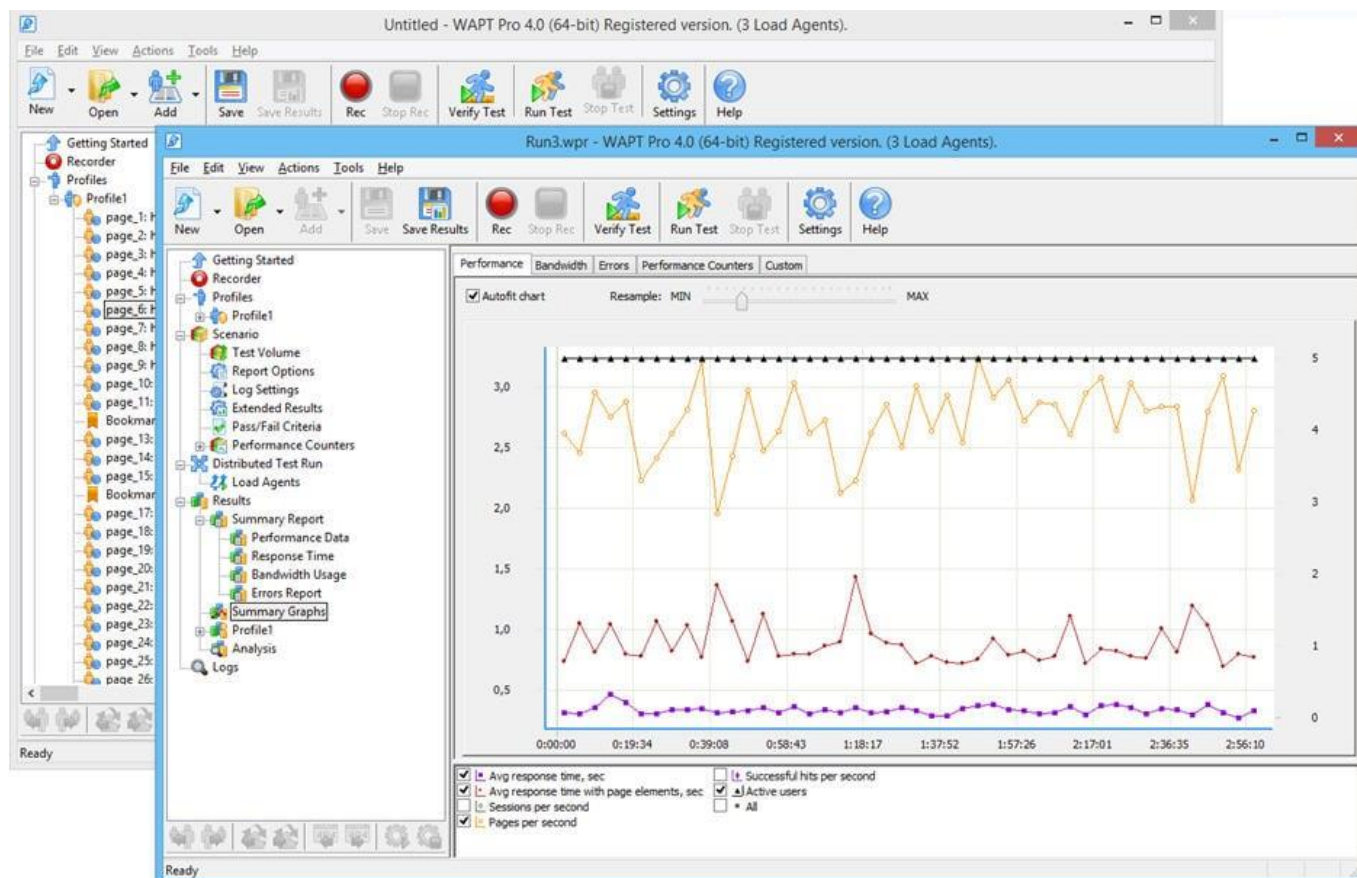 Untitled - WAPT Pro 4.0 (64-bit) Registered version. (3 Load Agents).
File Edit View Actions Tools Help
New Open Add Save Save Results Rec Stop Rec Verify Test Run Test Stop Test Settings Help
Getting Started
Recorder
Profiles
Profile1
page_1:
page_2:
page_3:
page_4:
page_5:
page_6:
page_7:
page_8:
page_9:
page_10:
page_11:
Bookmar
page_13:
page_14:
page_15:
Bookmar
page_17:
page_18:
page_19:
page_20:
page_21:
page_22:
page_23:
page_24:
page_25:
page 26:
Ready
Run3.wpr - WAPT Pro 4.0 (64-bit) Registered version. (3 Load Agents).
File Edit View Actions Tools Help
New Open Add Save Save Results Rec Stop Rec Verify Test Run Test Stop Test Settings Help
Getting Started
Recorder
Profiles
Profile1
Scenario
Test Volume
Report Options
Log Settings
Extended Results
Pass/Fail Criteria
Performance Counters
Distributed Test Run
Load Agents
Results
Summary Report
Performance Data
Response Time
Bandwidth Usage
Errors Report
Summary Graphs
Profile1
Analysis
Logs
Performance Bandwidth Errors Performance Counters Custom
Autofit chart Resample: MIN MAX
3,0
2,5
2,0
1,5
1,0
0,5
5
4
3
2
1
0
0:00:00 0:19:34 0:39:08 0:58:43 1:18:17 1:37:52 1:57:26 2:17:01 2:36:35 2:56:10
Avg response time, sec
Avg response time with page elements, sec
Sessions per second
Pages per second
Successful hits per second
Active users
All
Ready